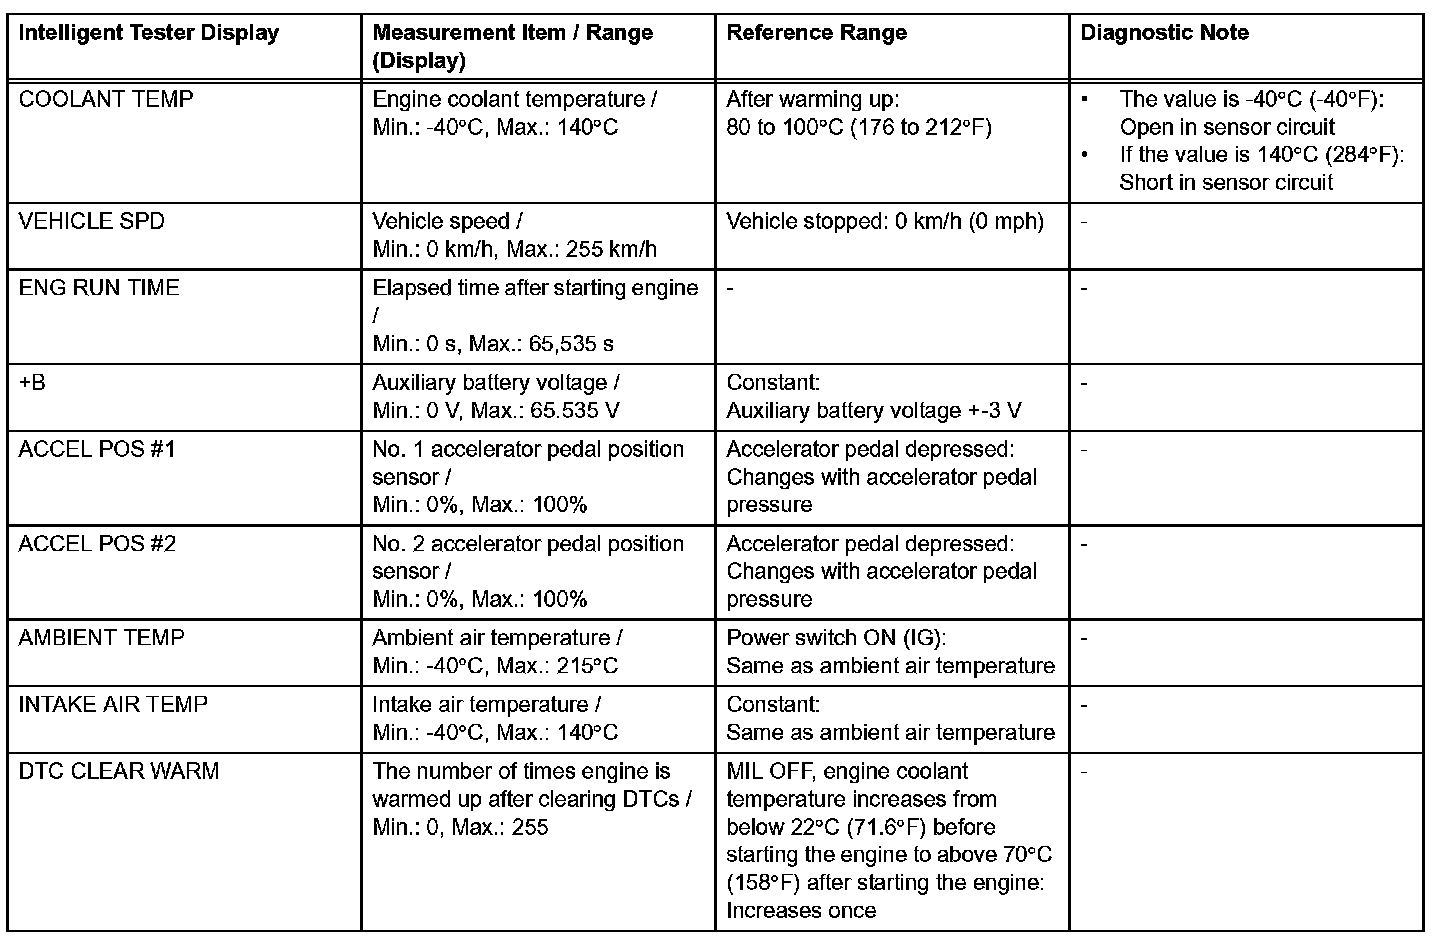 Intelligent Tester Display
Measurement Item / Range
(Display)
Reference Range
Diagnostic Note
COOLANT TEMP
Engine coolant temperature /
Min.: -40°C, Max.: 140°C
After warming up:
80 to 100°C (176 to 212°F)
• The value is -40°C (-40°F):
Open in sensor circuit
• If the value is 140°C (284°F):
Short in sensor circuit
VEHICLE SPD
Vehicle speed /
Min.: 0 km/h, Max.: 255 km/h
Vehicle stopped: 0 km/h (0 mph)
-
ENG RUN TIME
Elapsed time after starting engine
/
Min.: 0 s, Max.: 65,535 s
-
-
+B
Auxiliary battery voltage /
Min.: 0 V, Max.: 65.535 V
Constant:
Auxiliary battery voltage +-3 V
-
ACCEL POS #1
No. 1 accelerator pedal position
sensor /
Min.: 0%, Max.: 100%
Accelerator pedal depressed:
Changes with accelerator pedal
pressure
-
ACCEL POS #2
No. 2 accelerator pedal position
sensor /
Min.: 0%, Max.: 100%
Accelerator pedal depressed:
Changes with accelerator pedal
pressure
-
AMBIENT TEMP
Ambient air temperature /
Min.: -40°C, Max.: 215°C
Power switch ON (IG):
Same as ambient air temperature
-
INTAKE AIR TEMP
Intake air temperature /
Min.: -40°C, Max.: 140°C
Constant:
Same as ambient air temperature
-
DTC CLEAR WARM
The number of times engine is
warmed up after clearing DTCs /
Min.: 0, Max.: 255
MIL OFF, engine coolant
temperature increases from
below 22°C (71.6°F) before
starting the engine to above 70°C
(158°F) after starting the engine:
Increases once
-